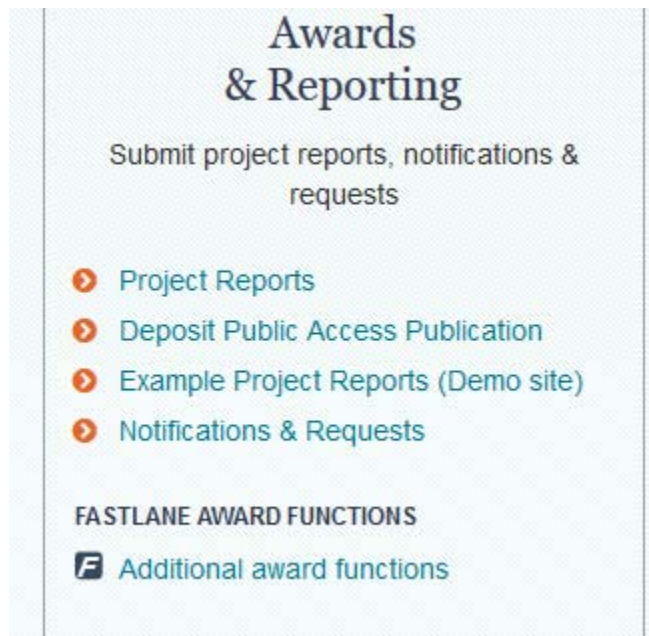 Awards
& Reporting
Submit project reports, notifications &
requests
Project Reports
Deposit Public Access Publication
Example Project Reports (Demo site)
Notifications & Requests
FASTLANE AWARD FUNCTIONS
F Additional award functions